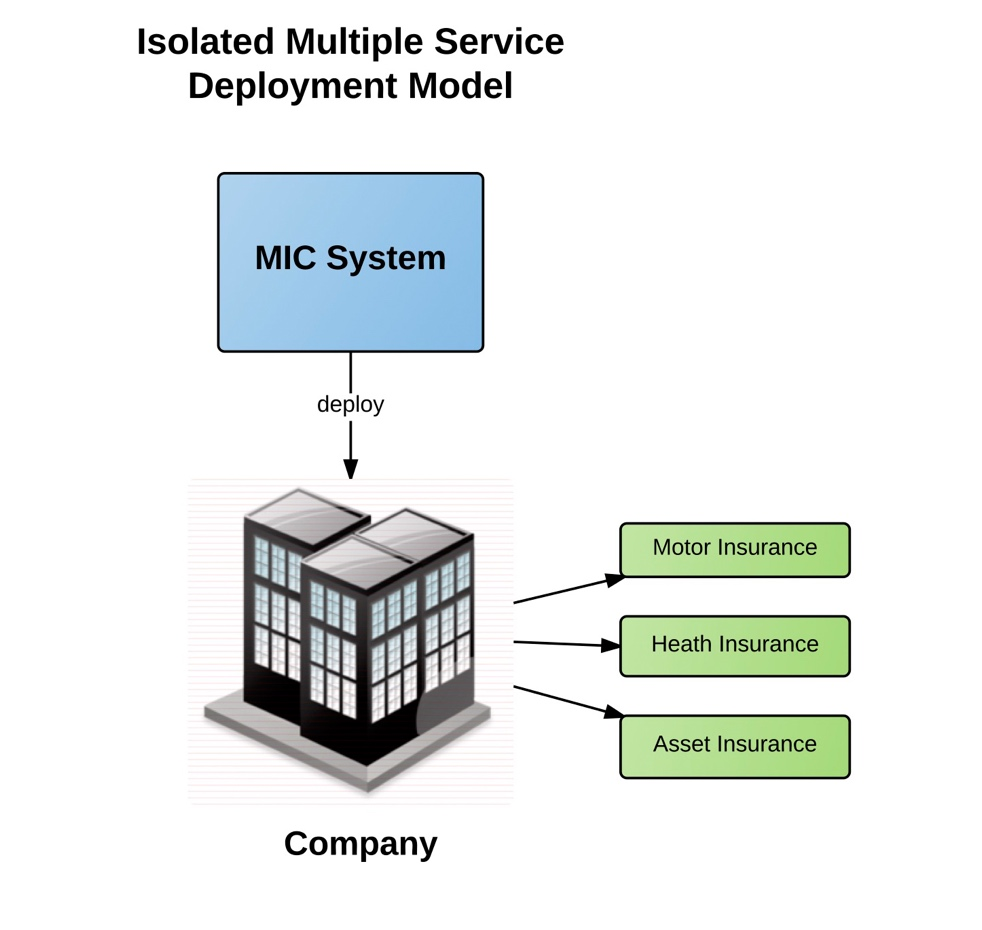 Isolated Multiple Service
Deployment Model
MIC System
deploy
Motor Insurance
Heath Insurance
Asset Insurance
Company